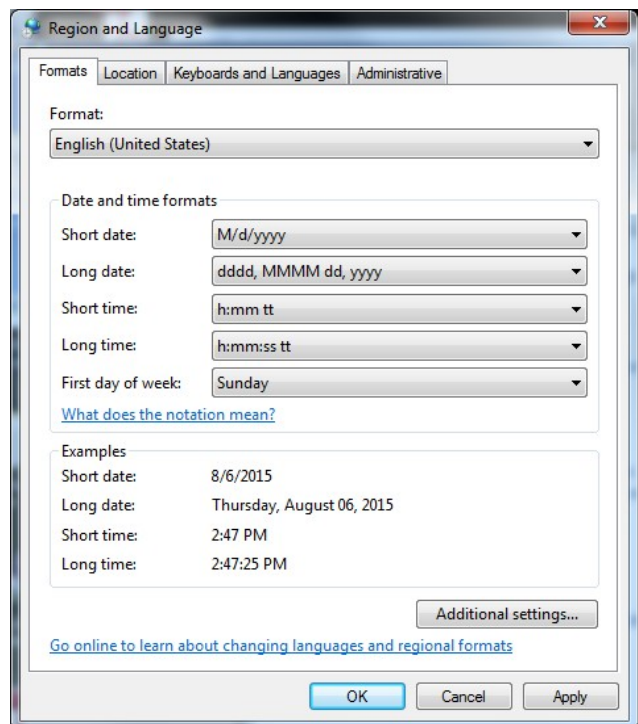 Region and Language
Formats Location Keyboards and Languages Administrative
Format:
English (United States)
Date and time formats
Short date: M/d/yyyy
Long date: dddd, MMMM dd, yyyy
Short time: h:mm tt
Long time: h:mm:ss tt
First day of week: Sunday
What does the notation mean?
Examples
Short date: 8/6/2015
Long date: Thursday, August 06, 2015
Short time: 2:47 PM
Long time: 2:47:25 PM
Additional settings...
Go online to learn about changing languages and regional formats
OK Cancel Apply